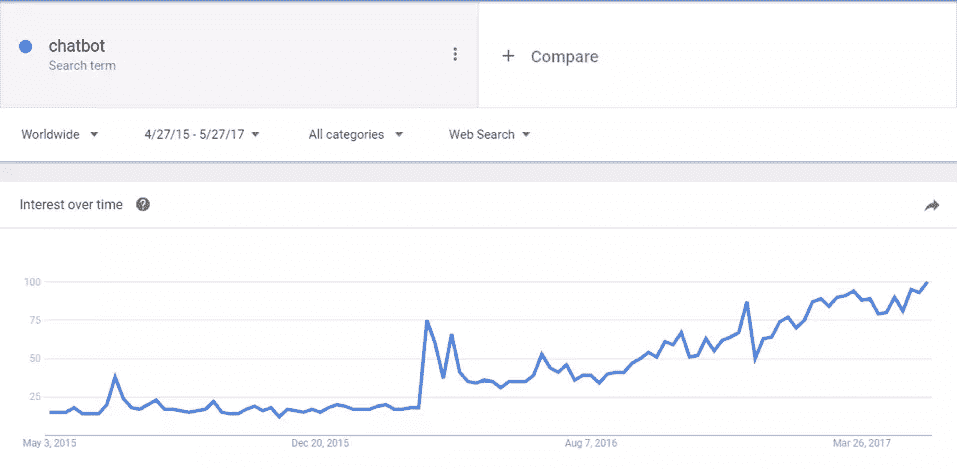 chatbot
Search term
+ Compare
Worldwide 4/27/15 - 5/27/17 All categories Web Search
Interest over time ?
100
75
50
25
May 3, 2015 Dec 20, 2015 Aug 7, 2016 Mar 26, 2017